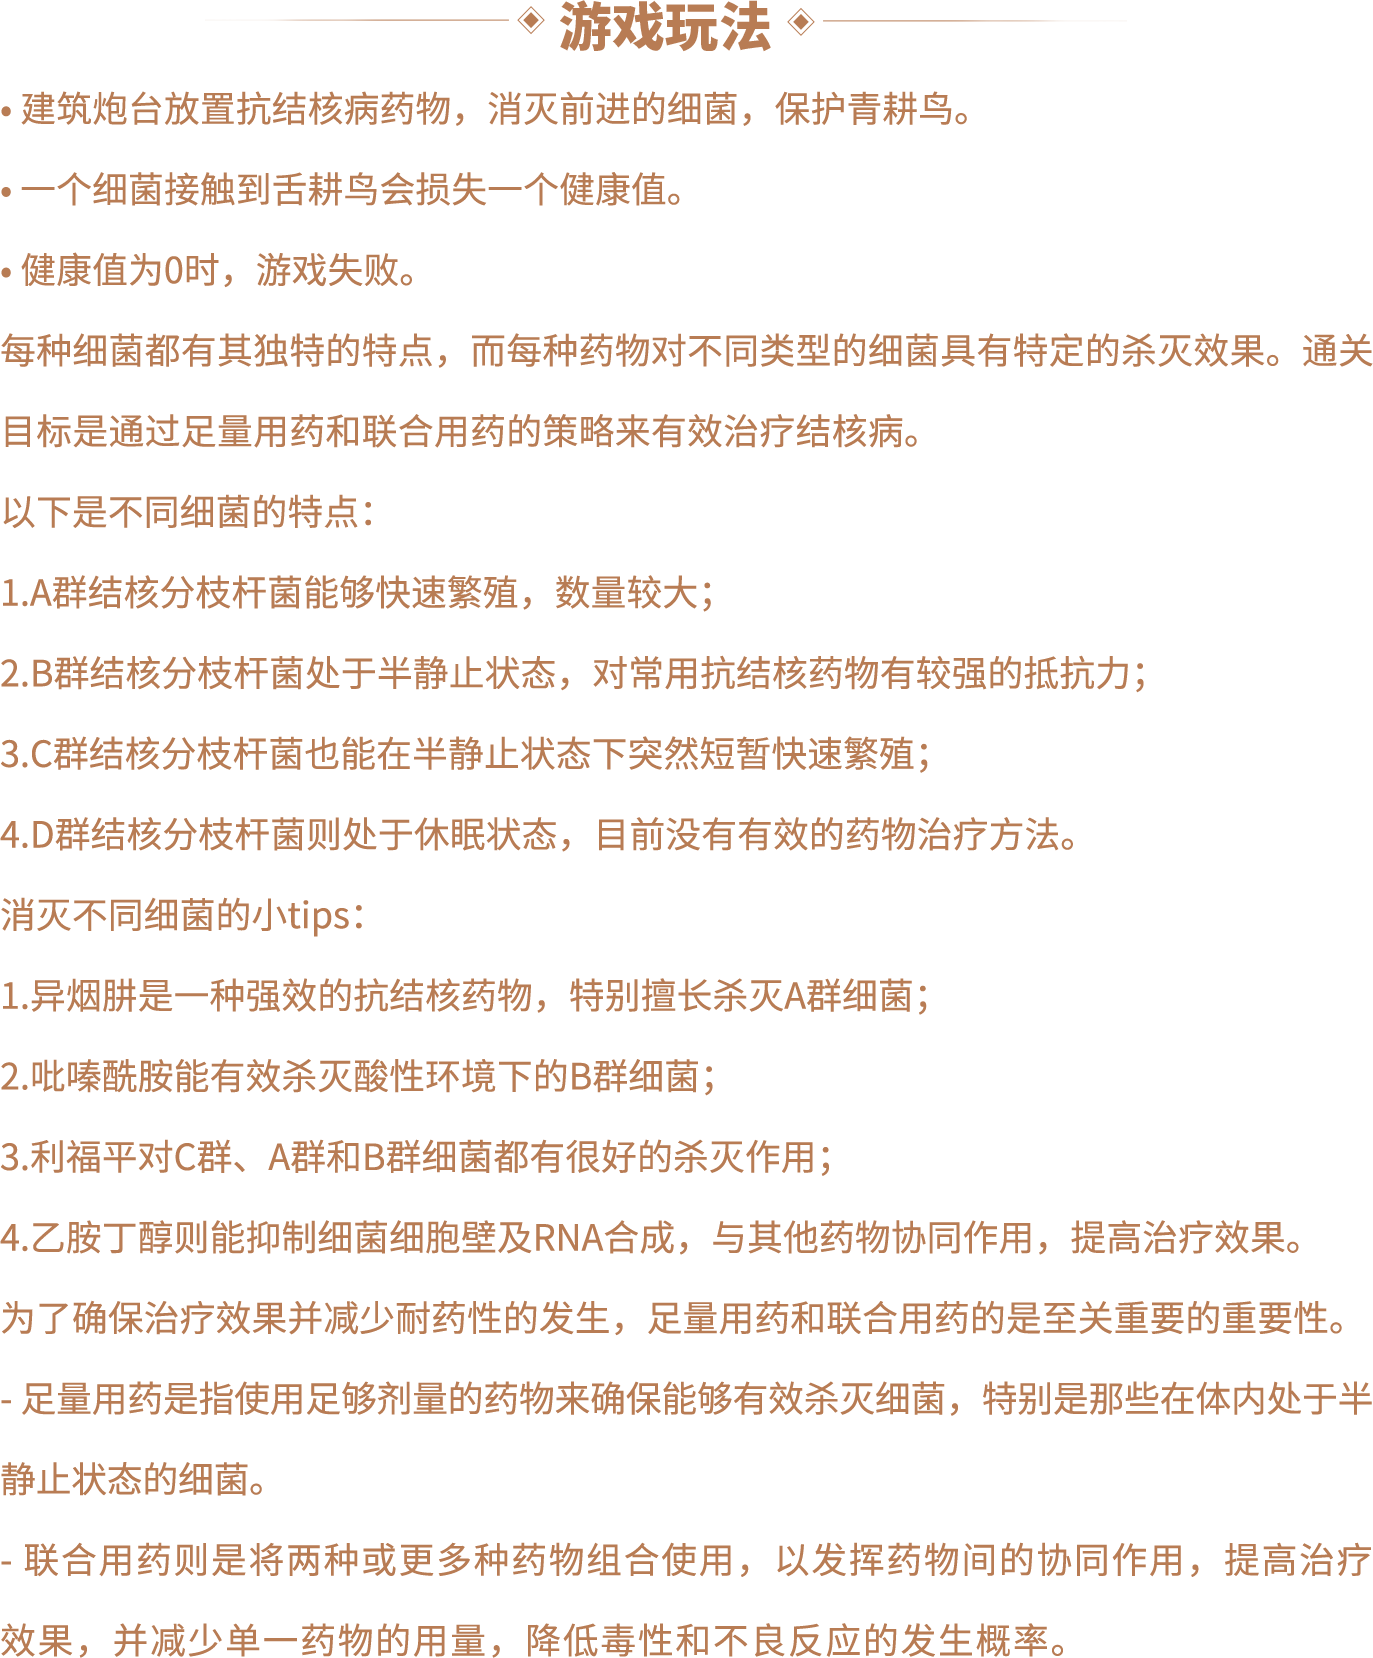 游戏玩法
• 建筑炮台放置抗结核病药物，消灭前进的细菌，保护青耕鸟。
• 一个细菌接触到舌耕鸟会损失一个健康值。
• 健康值为0时，游戏失败。
每种细菌都有其独特的特点，而每种药物对不同类型的细菌具有特定的杀灭效果。通关
目标是通过足量用药和联合用药的策略来有效治疗结核病。
以下是不同细菌的特点：
1.A群结核分枝杆菌能够快速繁殖，数量较大；
2.B群结核分枝杆菌处于半静止状态，对常用抗结核药物有较强的抵抗力；
3.C群结核分枝杆菌也能在半静止状态下突然短暂快速繁殖；
4.D群结核分枝杆菌则处于休眠状态，目前没有有效的药物治疗方法。
消灭不同细菌的小tips：
1.异烟肼是一种强效的抗结核药物，特别擅长杀灭A群细菌；
2.吡嗪酰胺能有效杀灭酸性环境下的B群细菌；
3.利福平对C群、A群和B群细菌都有很好的杀灭作用；
4.乙胺丁醇则能抑制细菌细胞壁及RNA合成，与其他药物协同作用，提高治疗效果。
为了确保治疗效果并减少耐药性的发生，足量用药和联合用药的是至关重要的重要性。
- 足量用药是指使用足够剂量的药物来确保能够有效杀灭细菌，特别是那些在体内处于半
静止状态的细菌。
- 联合用药则是将两种或更多种药物组合使用，以发挥药物间的协同作用，提高治疗
效果，并减少单一药物的用量，降低毒性和不良反应的发生概率。